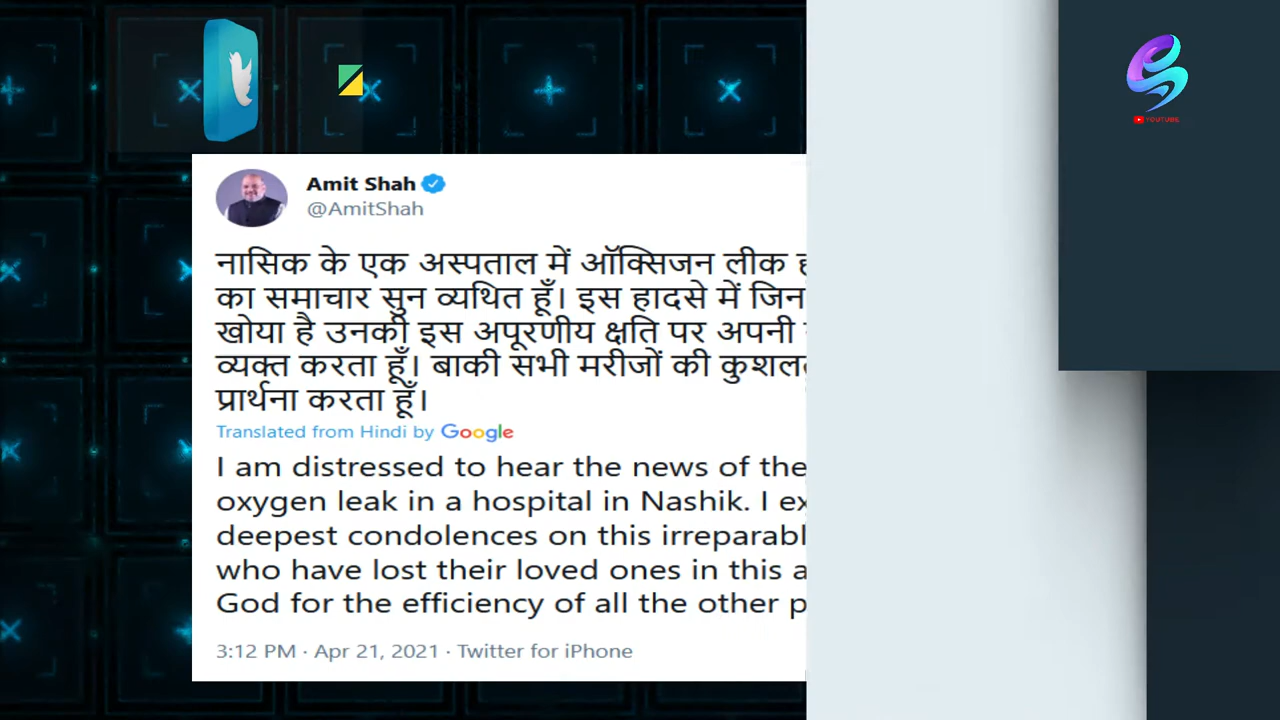 YOUTUBE
Amit Shah
@AmitShah
नासिक के एक अस्पताल में ऑक्सिजन लीक
का समाचार सुन व्यथित हूँ। इस हादसे में जिन
खोया है उनकी इस अपूरणीय क्षति पर अपनी
व्यक्त करता हूँ। बाकी सभी मरीजों की
प्रार्थना करता हूँ।
Translated from Hindi by Google
I am distressed to hear the news of the
oxygen leak in a hospital in Nashik. I
deepest condolences on this
who have lost their loved ones in this
God for the efficiency of all the other
3:12 PM · Apr 21, 2021 · Twitter for iPhone